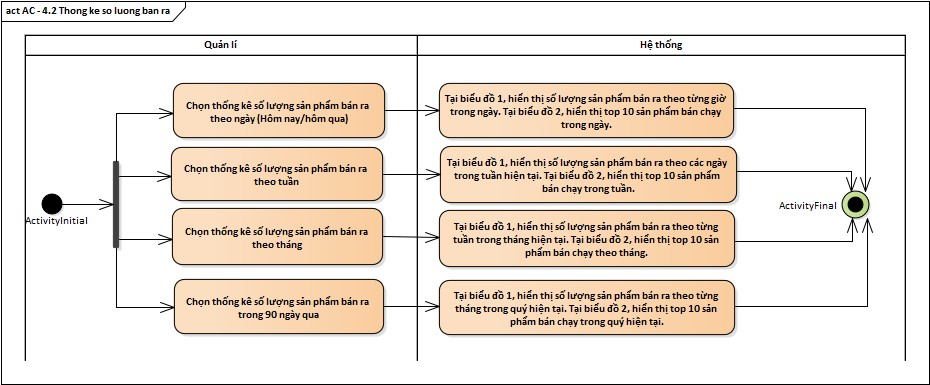 act AC - 4.2 Thong ke so luong ban ra
Quản lí
Hệ thống
Chọn thống kê số lượng sản phẩm bán ra
theo ngày (Hôm nay/hôm qua)
Tại biểu đồ 1, hiển thị số lượng sản phẩm bán ra theo từng giờ
trong ngày. Tại biểu đồ 2, hiển thị top 10 sản phẩm bán chạy
trong ngày.
Chọn thống kê số lượng sản phẩm bán ra
theo tuần
Tại biểu đồ 1, hiển thị số lượng sản phẩm bán ra theo các ngày
trong tuần hiện tại. Tại biểu đồ 2, hiển thị top 10 sản phẩm
bán chạy trong tuần.
ActivityInitial
ActivityFinal
Chọn thống kê số lượng sản phẩm bán ra
theo tháng
Tại biểu đồ 1, hiển thị số lượng sản phẩm bán ra theo từng
tuần trong tháng hiện tại. Tại biểu đồ 2, hiển thị top 10 sản
phẩm bán chạy theo tháng.
Chọn thống kê số lượng sản phẩm bán ra
trong 90 ngày qua
Tại biểu đồ 1, hiển thị số lượng sản phẩm bán ra theo từng
tháng trong quý hiện tại. Tại biểu đồ 2, hiển thị top 10 sản
phẩm bán chạy trong quý hiện tại.